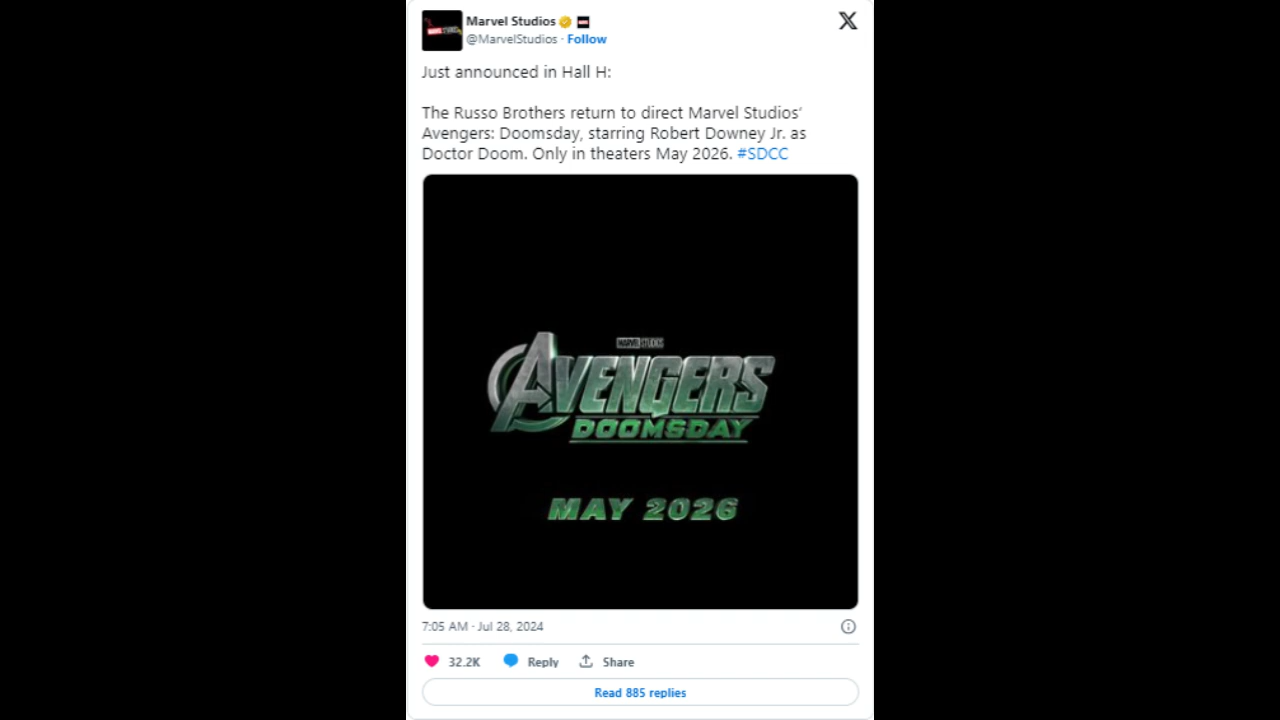 Marvel Studios
@MarvelStudios · Follow
Just announced in Hall H:
The Russo Brothers return to direct Marvel Studios'
Avengers: Doomsday, starring Robert Downey Jr. as
Doctor Doom. Only in theaters May 2026. #SDCC
MARVEL STUDIOS
AVENGERS
DOOMSDAY
MAY 2026
7:05 AM · Jul 28, 2024
32.2K Reply Share
Read 885 replies